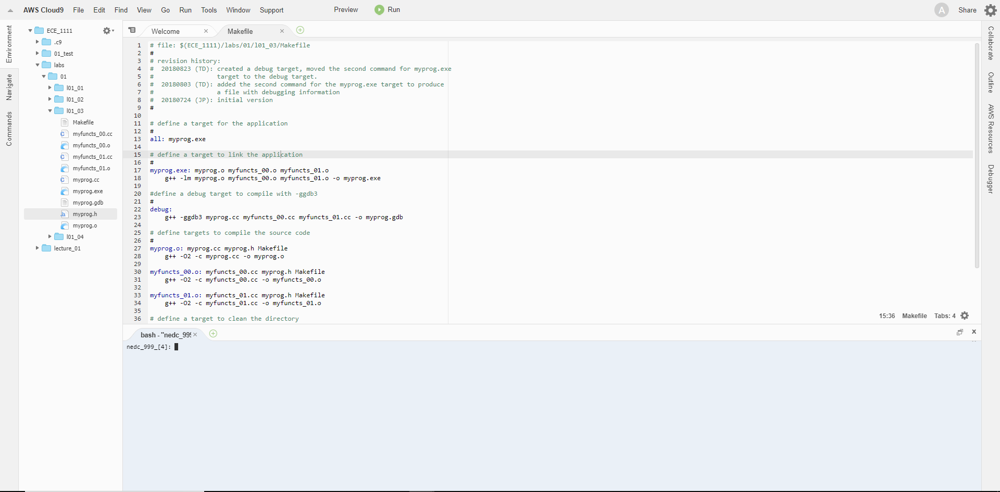 AWS Cloud9 File Edit Find View Go Run Tools Window Support Preview Run A Share
Environment
Navigate
Commands
ECE_1111
.c9
01_test
labs
01
l01_01
l01_02
l01_03
Makefile
myfuncts_00.cc
myfuncts_00.o
myfuncts_01.cc
myfuncts_01.o
myprog.cc
myprog.exe
myprog.gdb
myprog.h
myprog.o
l01_04
lecture_01
Welcome Makefile
1 # file: $(ECE_1111)/labs/01/l01_03/Makefile
2 #
3 # revision history:
4 #  20180823 (TD): created a debug target, moved the second command for myprog.exe
5 #                 target to the debug target.
6 #  20180803 (TD): added the second command for the myprog.exe target to produce
7 #                 a file with debugging information
8 #  20180724 (JP): initial version
9 #
10
11 # define a target for the application
12 #
13 all: myprog.exe
14
15 # define a target to link the application
16 #
17 myprog.exe: myprog.o myfuncts_00.o myfuncts_01.o
18     g++ -lm myprog.o myfuncts_00.o myfuncts_01.o -o myprog.exe
19
20 #define a debug target to compile with -ggdb3
21 #
22 debug:
23     g++ -ggdb3 myprog.cc myfuncts_00.cc myfuncts_01.cc -o myprog.gdb
24
25 # define targets to compile the source code
26 #
27 myprog.o: myprog.cc myprog.h Makefile
28     g++ -O2 -c myprog.cc -o myprog.o
29
30 myfuncts_00.o: myfuncts_00.cc myprog.h Makefile
31     g++ -O2 -c myfuncts_00.cc -o myfuncts_00.o
32
33 myfuncts_01.o: myfuncts_01.cc myprog.h Makefile
34     g++ -O2 -c myfuncts_01.cc -o myfuncts_01.o
35
36 # define a target to clean the directory
15:36 Makefile Tabs: 4
bash - "nedc_999
nedc_999_[4]:
Collaborate
Outline
AWS Resources
Debugger